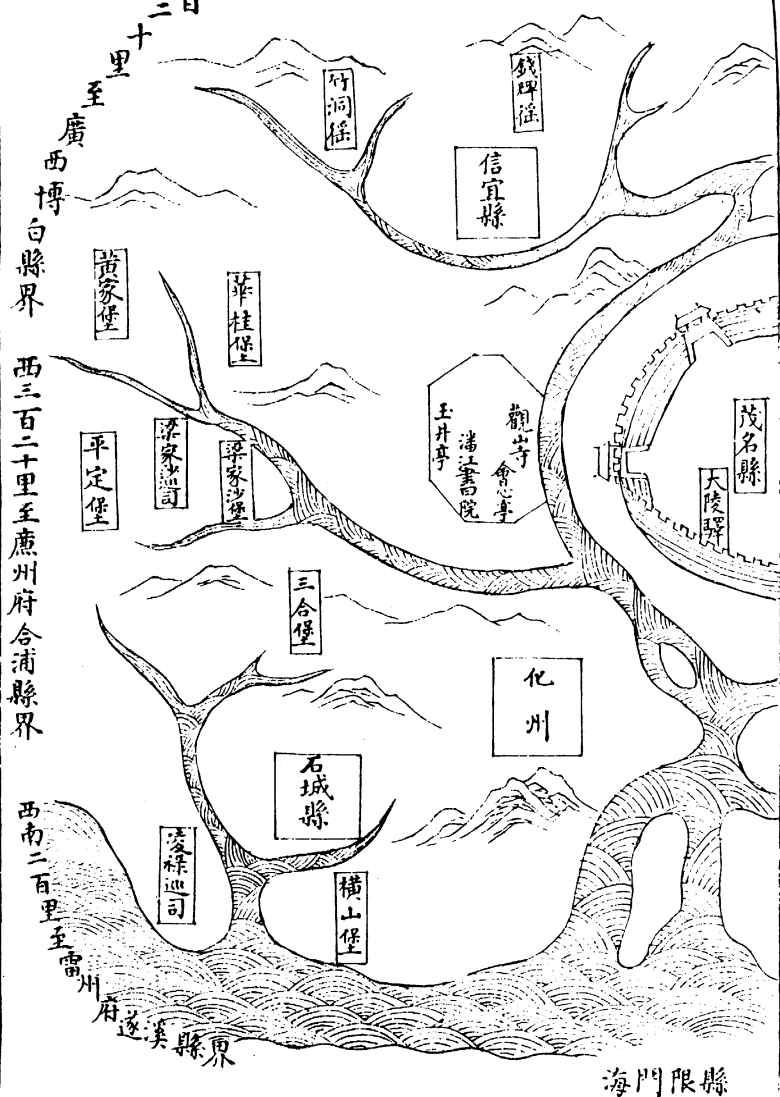 二百
十里至廣西博白縣界
西三百二十里至廉州府合浦縣界
西南二百里至雷州府遂溪縣界
海門限縣
竹洞徭
錢垾徭
信宜縣
黃家堡
華桂堡
平定堡
梁家沙巡司
梁家沙堡
觀山寺
會心亭
潘江書院
玉井亭
茂名縣
大陵驛
三合堡
化州
石城縣
凌祿巡司
橫山堡